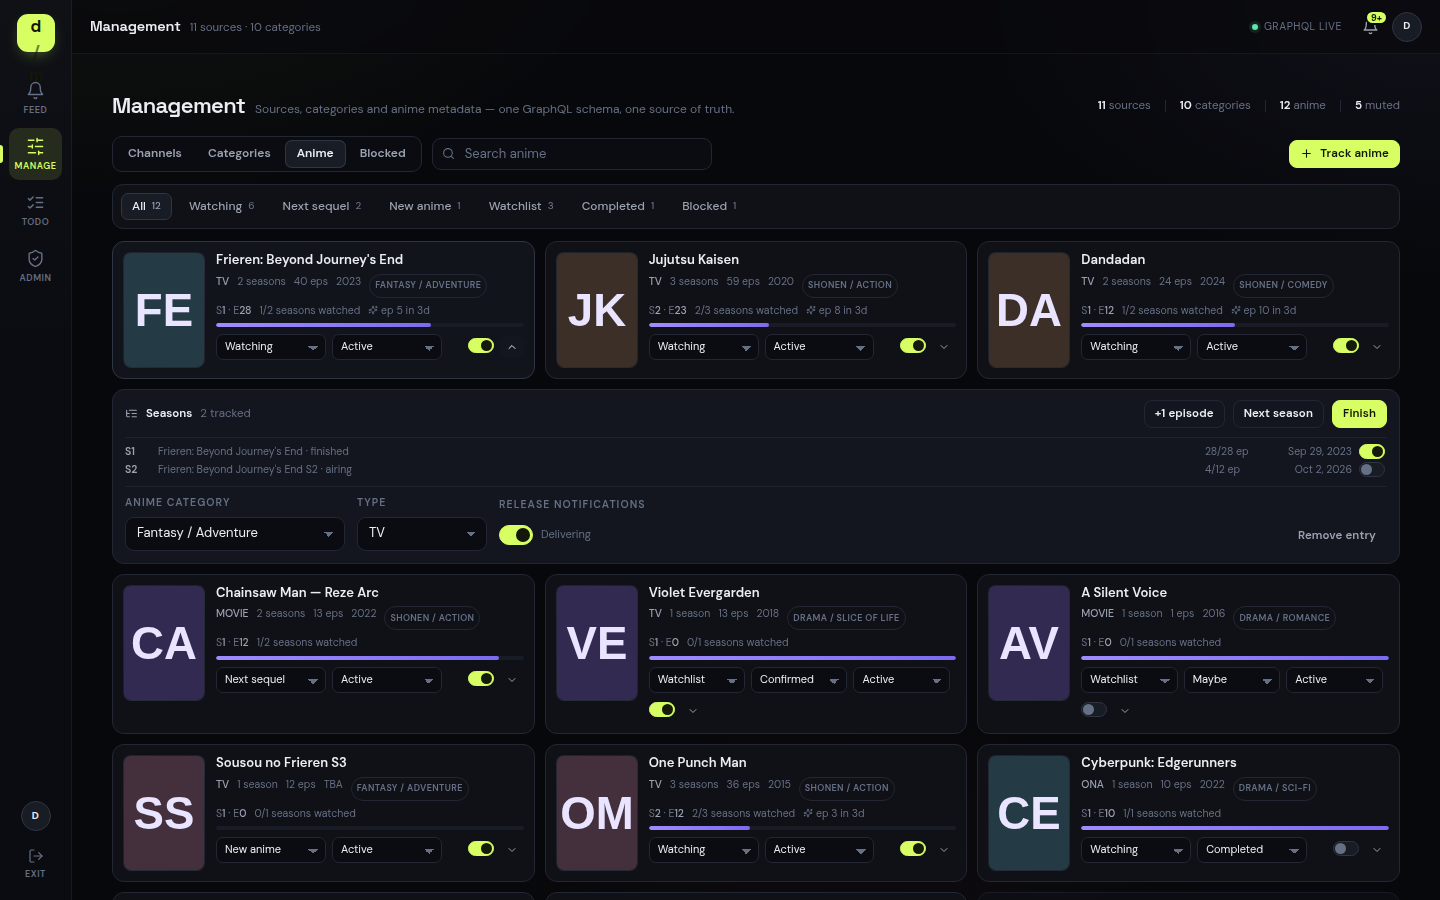 d
/
Management 11 sources · 10 categories
GRAPHQL LIVE
9+
D
FEED
MANAGE
TODO
ADMIN
D
EXIT
Management Sources, categories and anime metadata — one GraphQL schema, one source of truth.
11 sources 10 categories 12 anime 5 muted
Channels Categories Anime Blocked
Search anime
Track anime
All 12 Watching 6 Next sequel 2 New anime 1 Watchlist 3 Completed 1 Blocked 1
FE
Frieren: Beyond Journey's End
TV 2 seasons 40 eps 2023 FANTASY / ADVENTURE
S1 · E28 1/2 seasons watched ep 5 in 3d
Watching Active
JK
Jujutsu Kaisen
TV 3 seasons 59 eps 2020 SHONEN / ACTION
S2 · E23 2/3 seasons watched ep 8 in 3d
Watching Active
DA
Dandadan
TV 2 seasons 24 eps 2024 SHONEN / COMEDY
S1 · E12 1/2 seasons watched ep 10 in 3d
Watching Active
Seasons 2 tracked
+1 episode Next season Finish
S1 Frieren: Beyond Journey's End · finished 28/28 ep Sep 29, 2023
S2 Frieren: Beyond Journey's End S2 · airing 4/12 ep Oct 2, 2026
ANIME CATEGORY TYPE RELEASE NOTIFICATIONS
Fantasy / Adventure TV Delivering Remove entry
CA
Chainsaw Man — Reze Arc
MOVIE 2 seasons 13 eps 2022 SHONEN / ACTION
S1 · E12 1/2 seasons watched
Next sequel Active
VE
Violet Evergarden
TV 1 season 13 eps 2018 DRAMA / SLICE OF LIFE
S1 · E0 0/1 seasons watched
Watchlist Confirmed Active
AV
A Silent Voice
MOVIE 1 season 1 eps 2016 DRAMA / ROMANCE
S1 · E0 0/1 seasons watched
Watchlist Maybe Active
SS
Sousou no Frieren S3
TV 1 season 12 eps TBA FANTASY / ADVENTURE
S1 · E0 0/1 seasons watched
New anime Active
OM
One Punch Man
TV 3 seasons 36 eps 2015 SHONEN / ACTION
S2 · E12 2/3 seasons watched ep 3 in 3d
Watching Active
CE
Cyberpunk: Edgerunners
ONA 1 season 10 eps 2022 DRAMA / SCI-FI
S1 · E10 1/1 seasons watched
Watching Completed